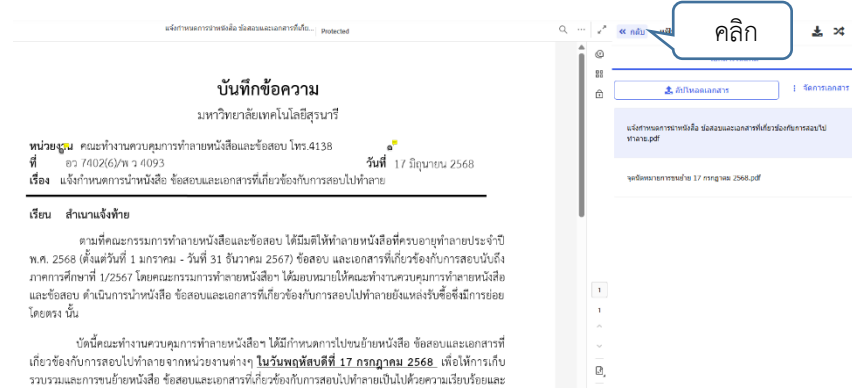 แจ้งกำหนดการนำหนังสือ ข้อสอบและเอกสารที่เกี่ย... Protected
กลับ
คลิก
บันทึกข้อความ
มหาวิทยาลัยเทคโนโลยีสุรนารี
หน่วยงาน คณะทำงานควบคุมการทำลายหนังสือและข้อสอบ โทร.4138
ที่ อว 7402(6)/พ ว 4093 วันที่ 17 มิถุนายน 2568
เรื่อง แจ้งกำหนดการนำหนังสือ ข้อสอบและเอกสารที่เกี่ยวข้องกับการสอบไปทำลาย
เรียน สำเนาแจ้งท้าย
ตามที่คณะกรรมการทำลายหนังสือและข้อสอบ ได้มีมติให้ทำลายหนังสือที่ครบอายุทำลายประจำปี
พ.ศ. 2568 (ตั้งแต่วันที่ 1 มกราคม - วันที่ 31 ธันวาคม 2567) ข้อสอบ และเอกสารที่เกี่ยวข้องกับการสอบนับถึง
ภาคการศึกษาที่ 1/2567 โดยคณะกรรมการทำลายหนังสือฯ ได้มอบหมายให้คณะทำงานควบคุมการทำลายหนังสือ
และข้อสอบ ดำเนินการนำหนังสือ ข้อสอบและเอกสารที่เกี่ยวข้องกับการสอบไปทำลายยังแหล่งรับซื้อซึ่งมีการย่อย
โดยตรง นั้น
บัดนี้คณะทำงานควบคุมการทำลายหนังสือฯ ได้มีกำหนดการไปขนย้ายหนังสือ ข้อสอบและเอกสารที่
เกี่ยวข้องกับการสอบไปทำลายจากหน่วยงานต่างๆ ในวันพฤหัสบดีที่ 17 กรกฎาคม 2568 เพื่อให้การเก็บ
รวบรวมและการขนย้ายหนังสือ ข้อสอบและเอกสารที่เกี่ยวข้องกับการสอบไปทำลายเป็นไปด้วยความเรียบร้อยและ
อัปโหลดเอกสาร
จัดการเอกสาร
แจ้งกำหนดการนำหนังสือ ข้อสอบและเอกสารที่เกี่ยวข้องกับการสอบไป
ทำลาย.pdf
จุดนัดหมายการขนย้าย 17 กรกฎาคม 2568.pdf
1
1